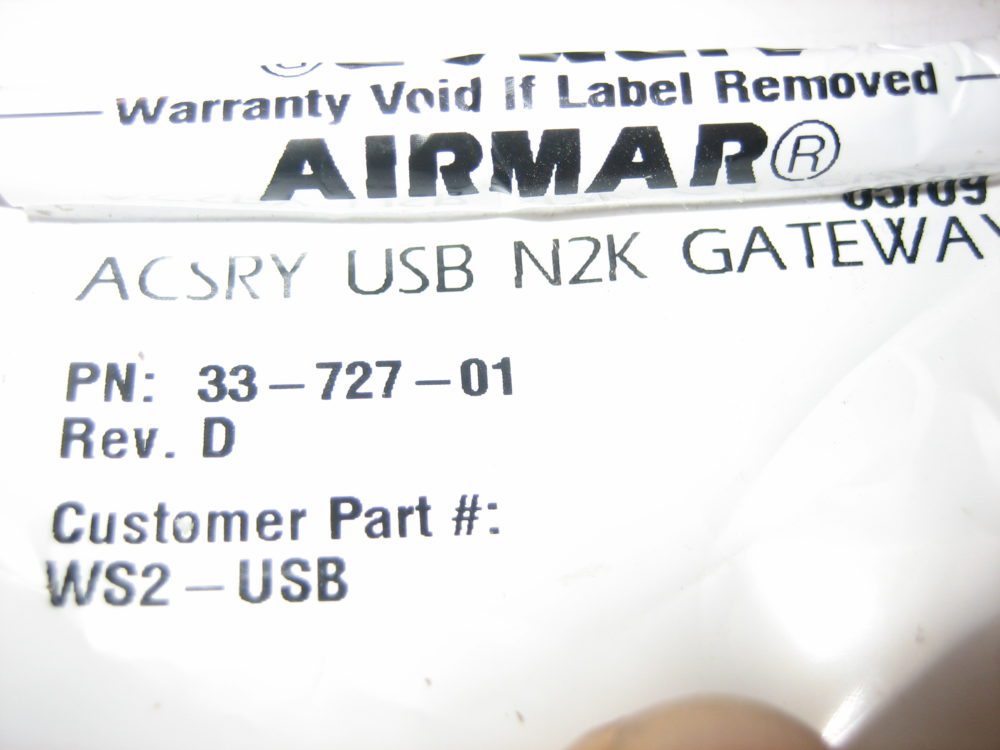 Warranty Void If Label Removed
AIRMAR®
ACSRY USB N2K GATEWAY
PN: 33-727-01
Rev. D
Customer Part #:
WS2-USB